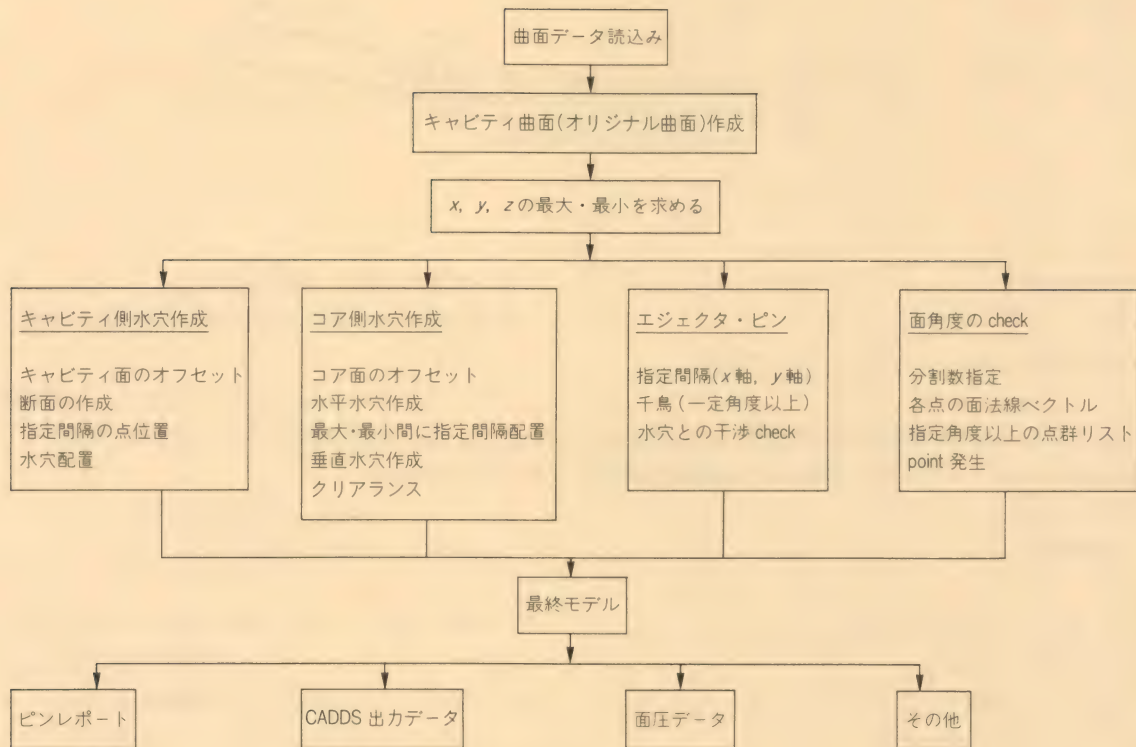 曲面データ読込み
キャビティ曲面(オリジナル曲面)作成
x, y, zの最大・最小を求める
キャビティ側水穴作成
キャビティ面のオフセット
断面の作成
指定間隔の点位置
水穴配置
コア側水穴作成
コア面のオフセット
水平水穴作成
最大・最小間に指定間隔配置
垂直水穴作成
クリアランス
エジェクタ・ピン
指定間隔(x軸, y軸)
千鳥(一定角度以上)
水穴との干渉 check
面角度の check
分割数指定
各点の面法線ベクトル
指定角度以上の点群リスト
point 発生
最終モデル
ピンレポート
CADDS 出力データ
面圧データ
その他